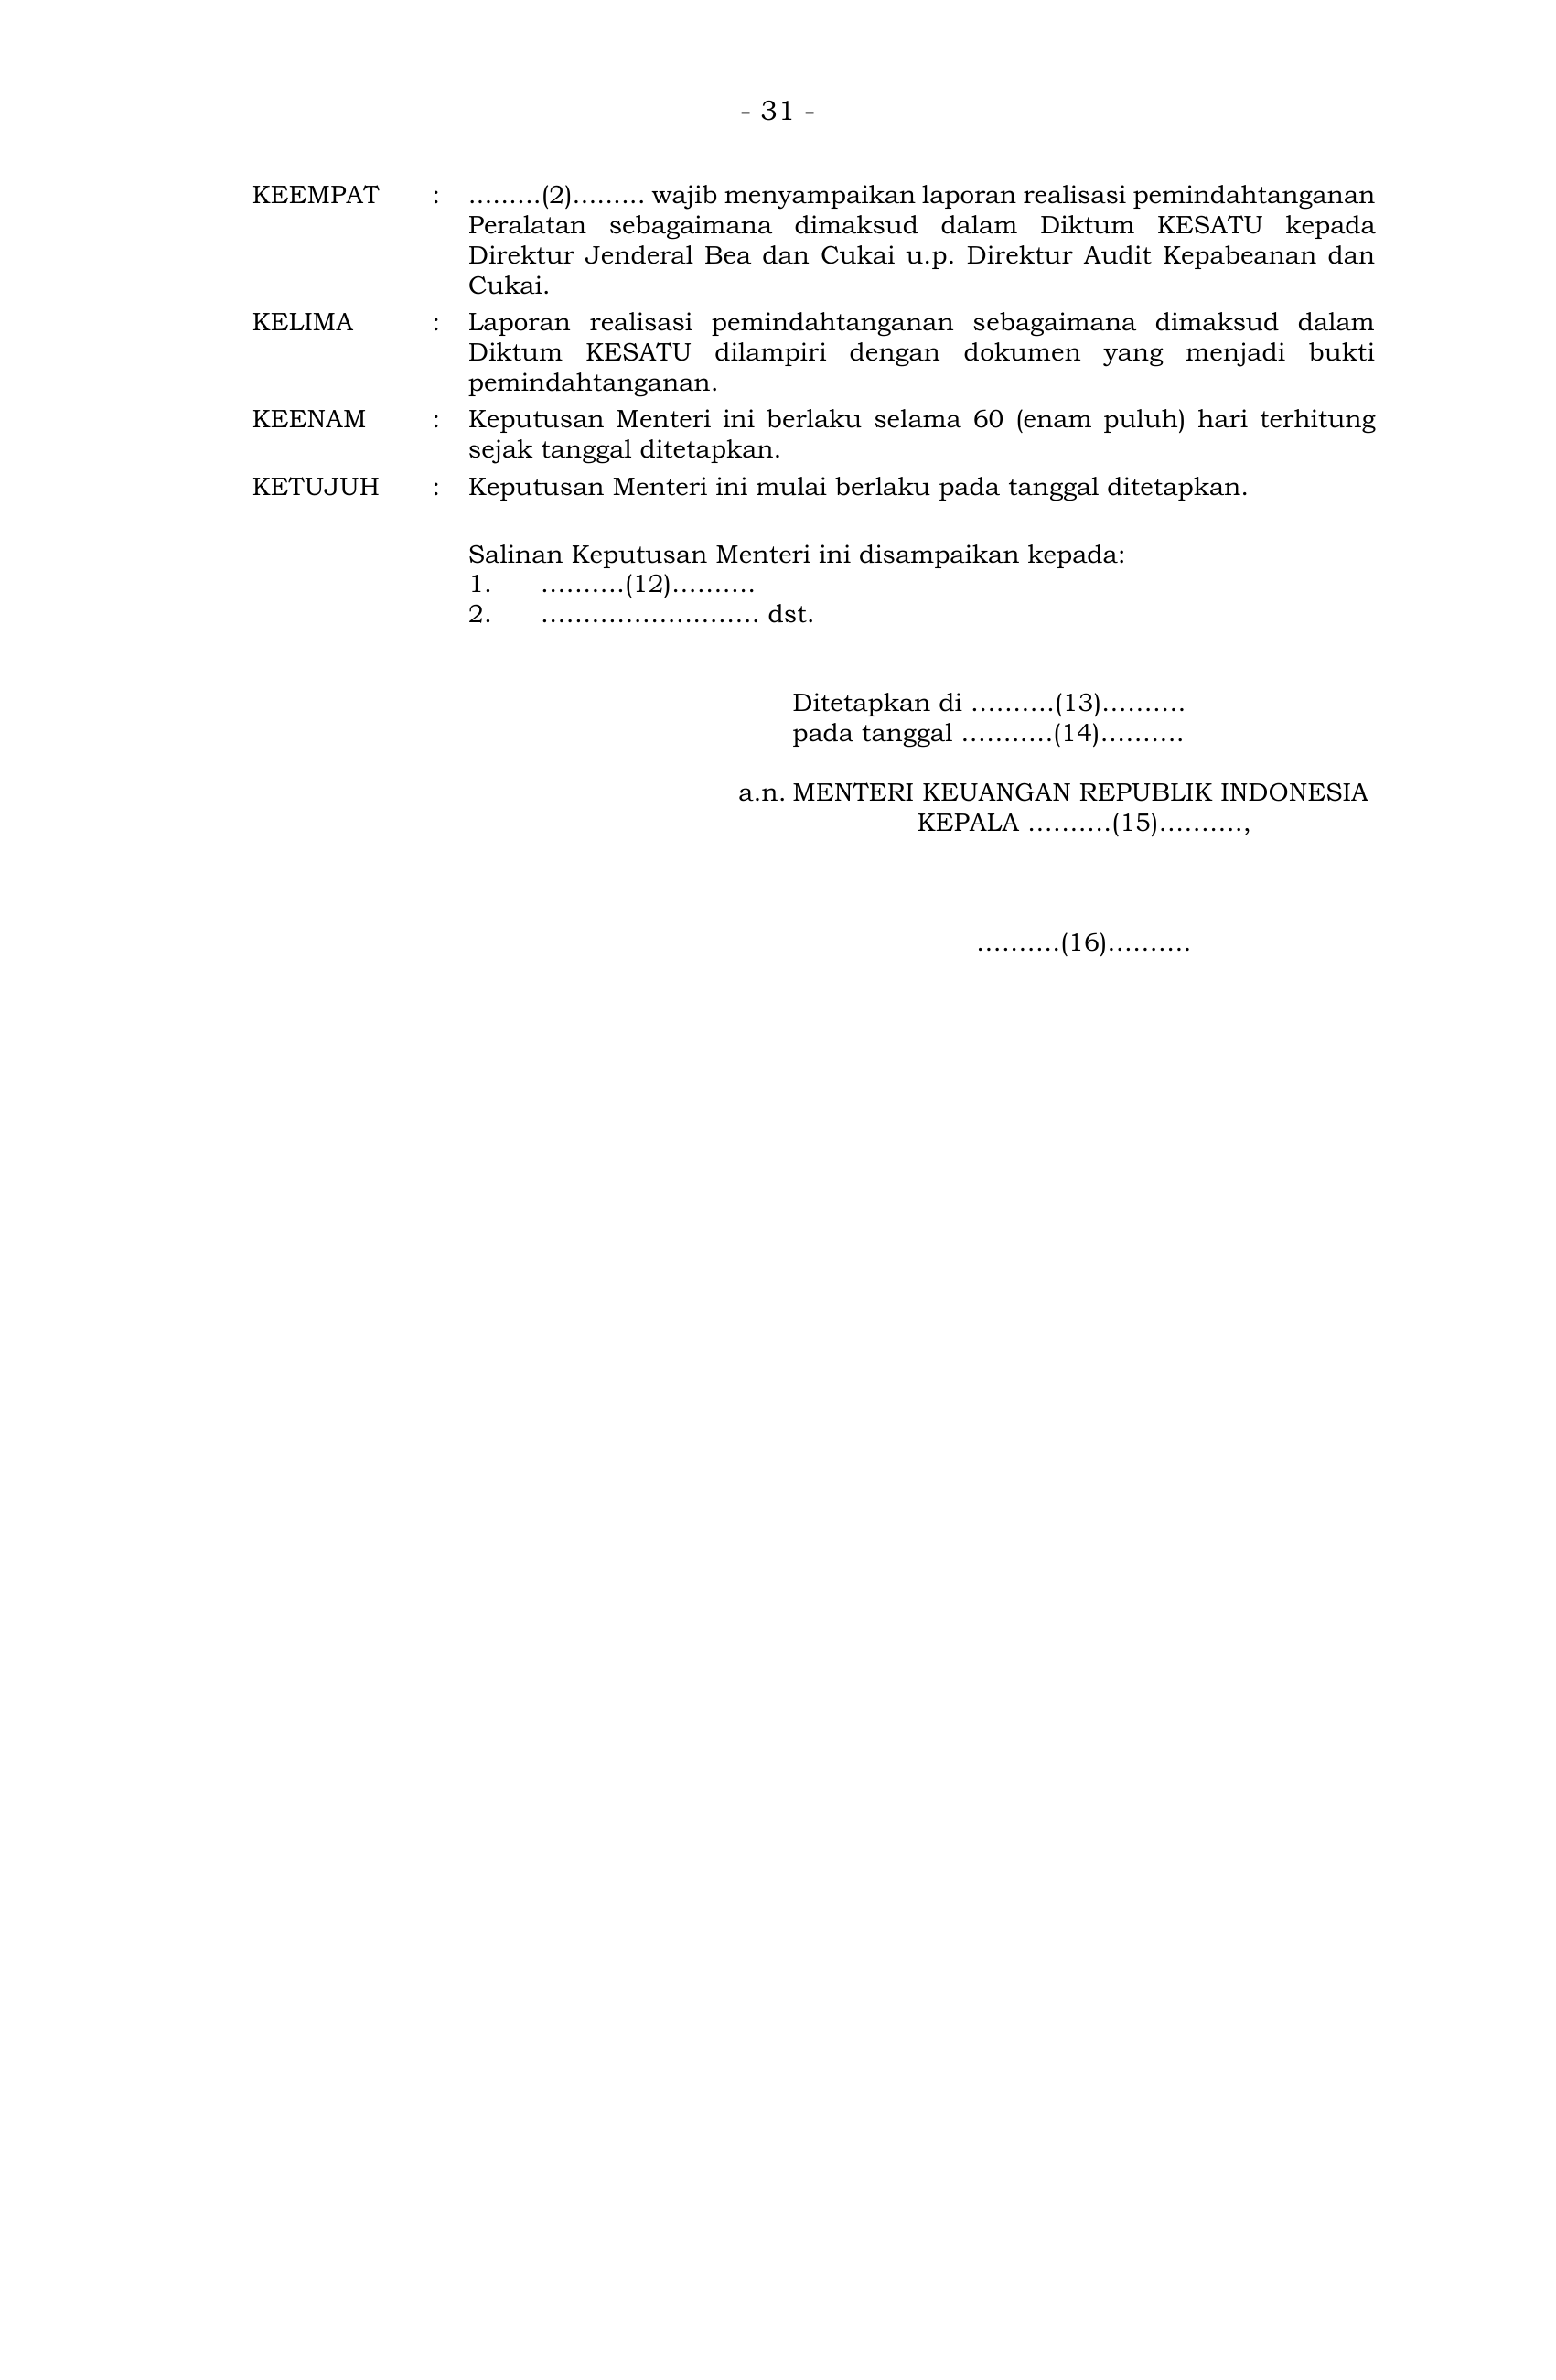 - 31 -
KEEMPAT : .........(2)......... wajib menyampaikan laporan realisasi pemindahtanganan
Peralatan sebagaimana dimaksud dalam Diktum KESATU kepada
Direktur Jenderal Bea dan Cukai u.p. Direktur Audit Kepabeanan dan
Cukai.
KELIMA : Laporan realisasi pemindahtanganan sebagaimana dimaksud dalam
Diktum KESATU dilampiri dengan dokumen yang menjadi bukti
pemindahtanganan.
KEENAM : Keputusan Menteri ini berlaku selama 60 (enam puluh) hari terhitung
sejak tanggal ditetapkan.
KETUJUH : Keputusan Menteri ini mulai berlaku pada tanggal ditetapkan.
Salinan Keputusan Menteri ini disampaikan kepada:
1. ..........(12)..........
2. .......................... dst.
Ditetapkan di ..........(13)..........
pada tanggal ...........(14)..........
a.n. MENTERI KEUANGAN REPUBLIK INDONESIA
KEPALA ..........(15)..........,
..........(16)..........